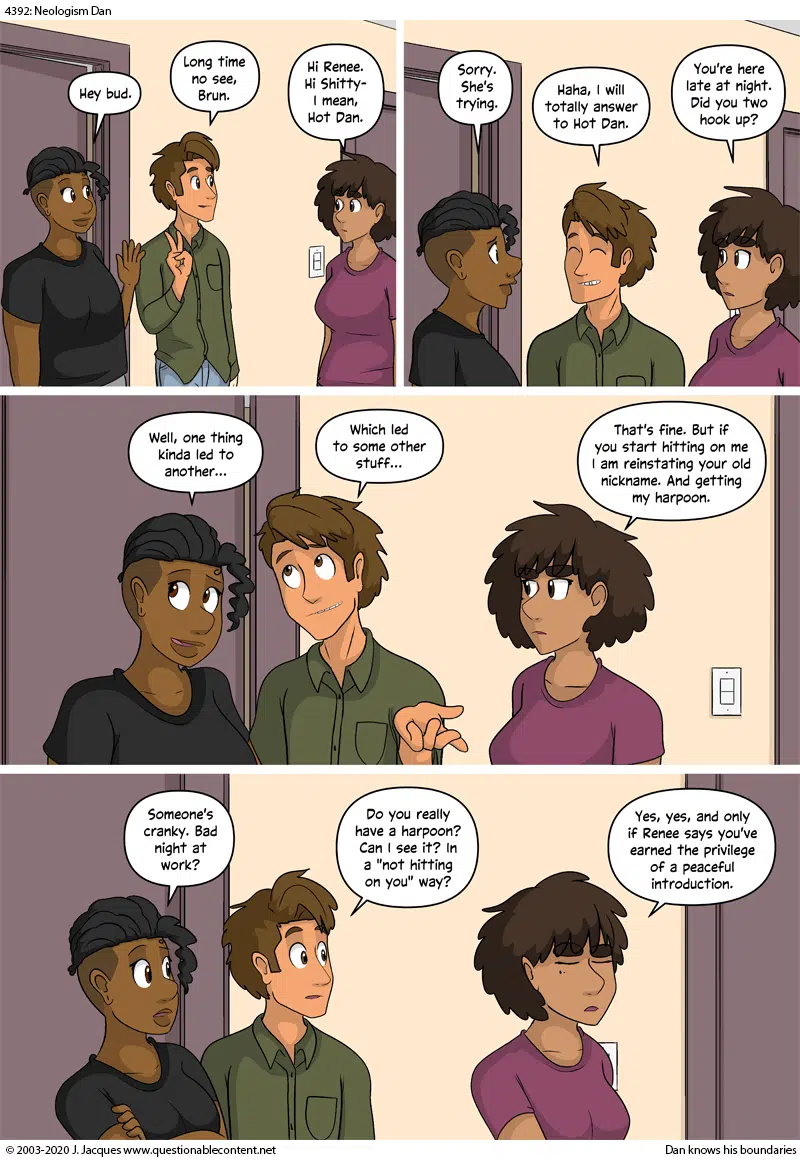 4392: Neologism Dan
Hey bud.
Long time
no see,
Brun.
Hi Renee.
Hi Shitty-
I mean,
Hot Dan.
Sorry.
She's
trying.
Haha, I will
totally answer
to Hot Dan.
You're here
late at night.
Did you two
hook up?
Well, one thing
kinda led to
another...
Which led
to some other
stuff...
That's fine. But if
you start hitting on me
I am reinstating your old
nickname. And getting
my harpoon.
Someone's
cranky. Bad
night at
work?
Do you really
have a harpoon?
Can I see it? In
a "not hitting
on you" way?
Yes, yes, and only
if Renee says you've
earned the privilege
of a peaceful
introduction.
© 2003-2020 J. Jacques www.questionablecontent.net
Dan knows his boundaries